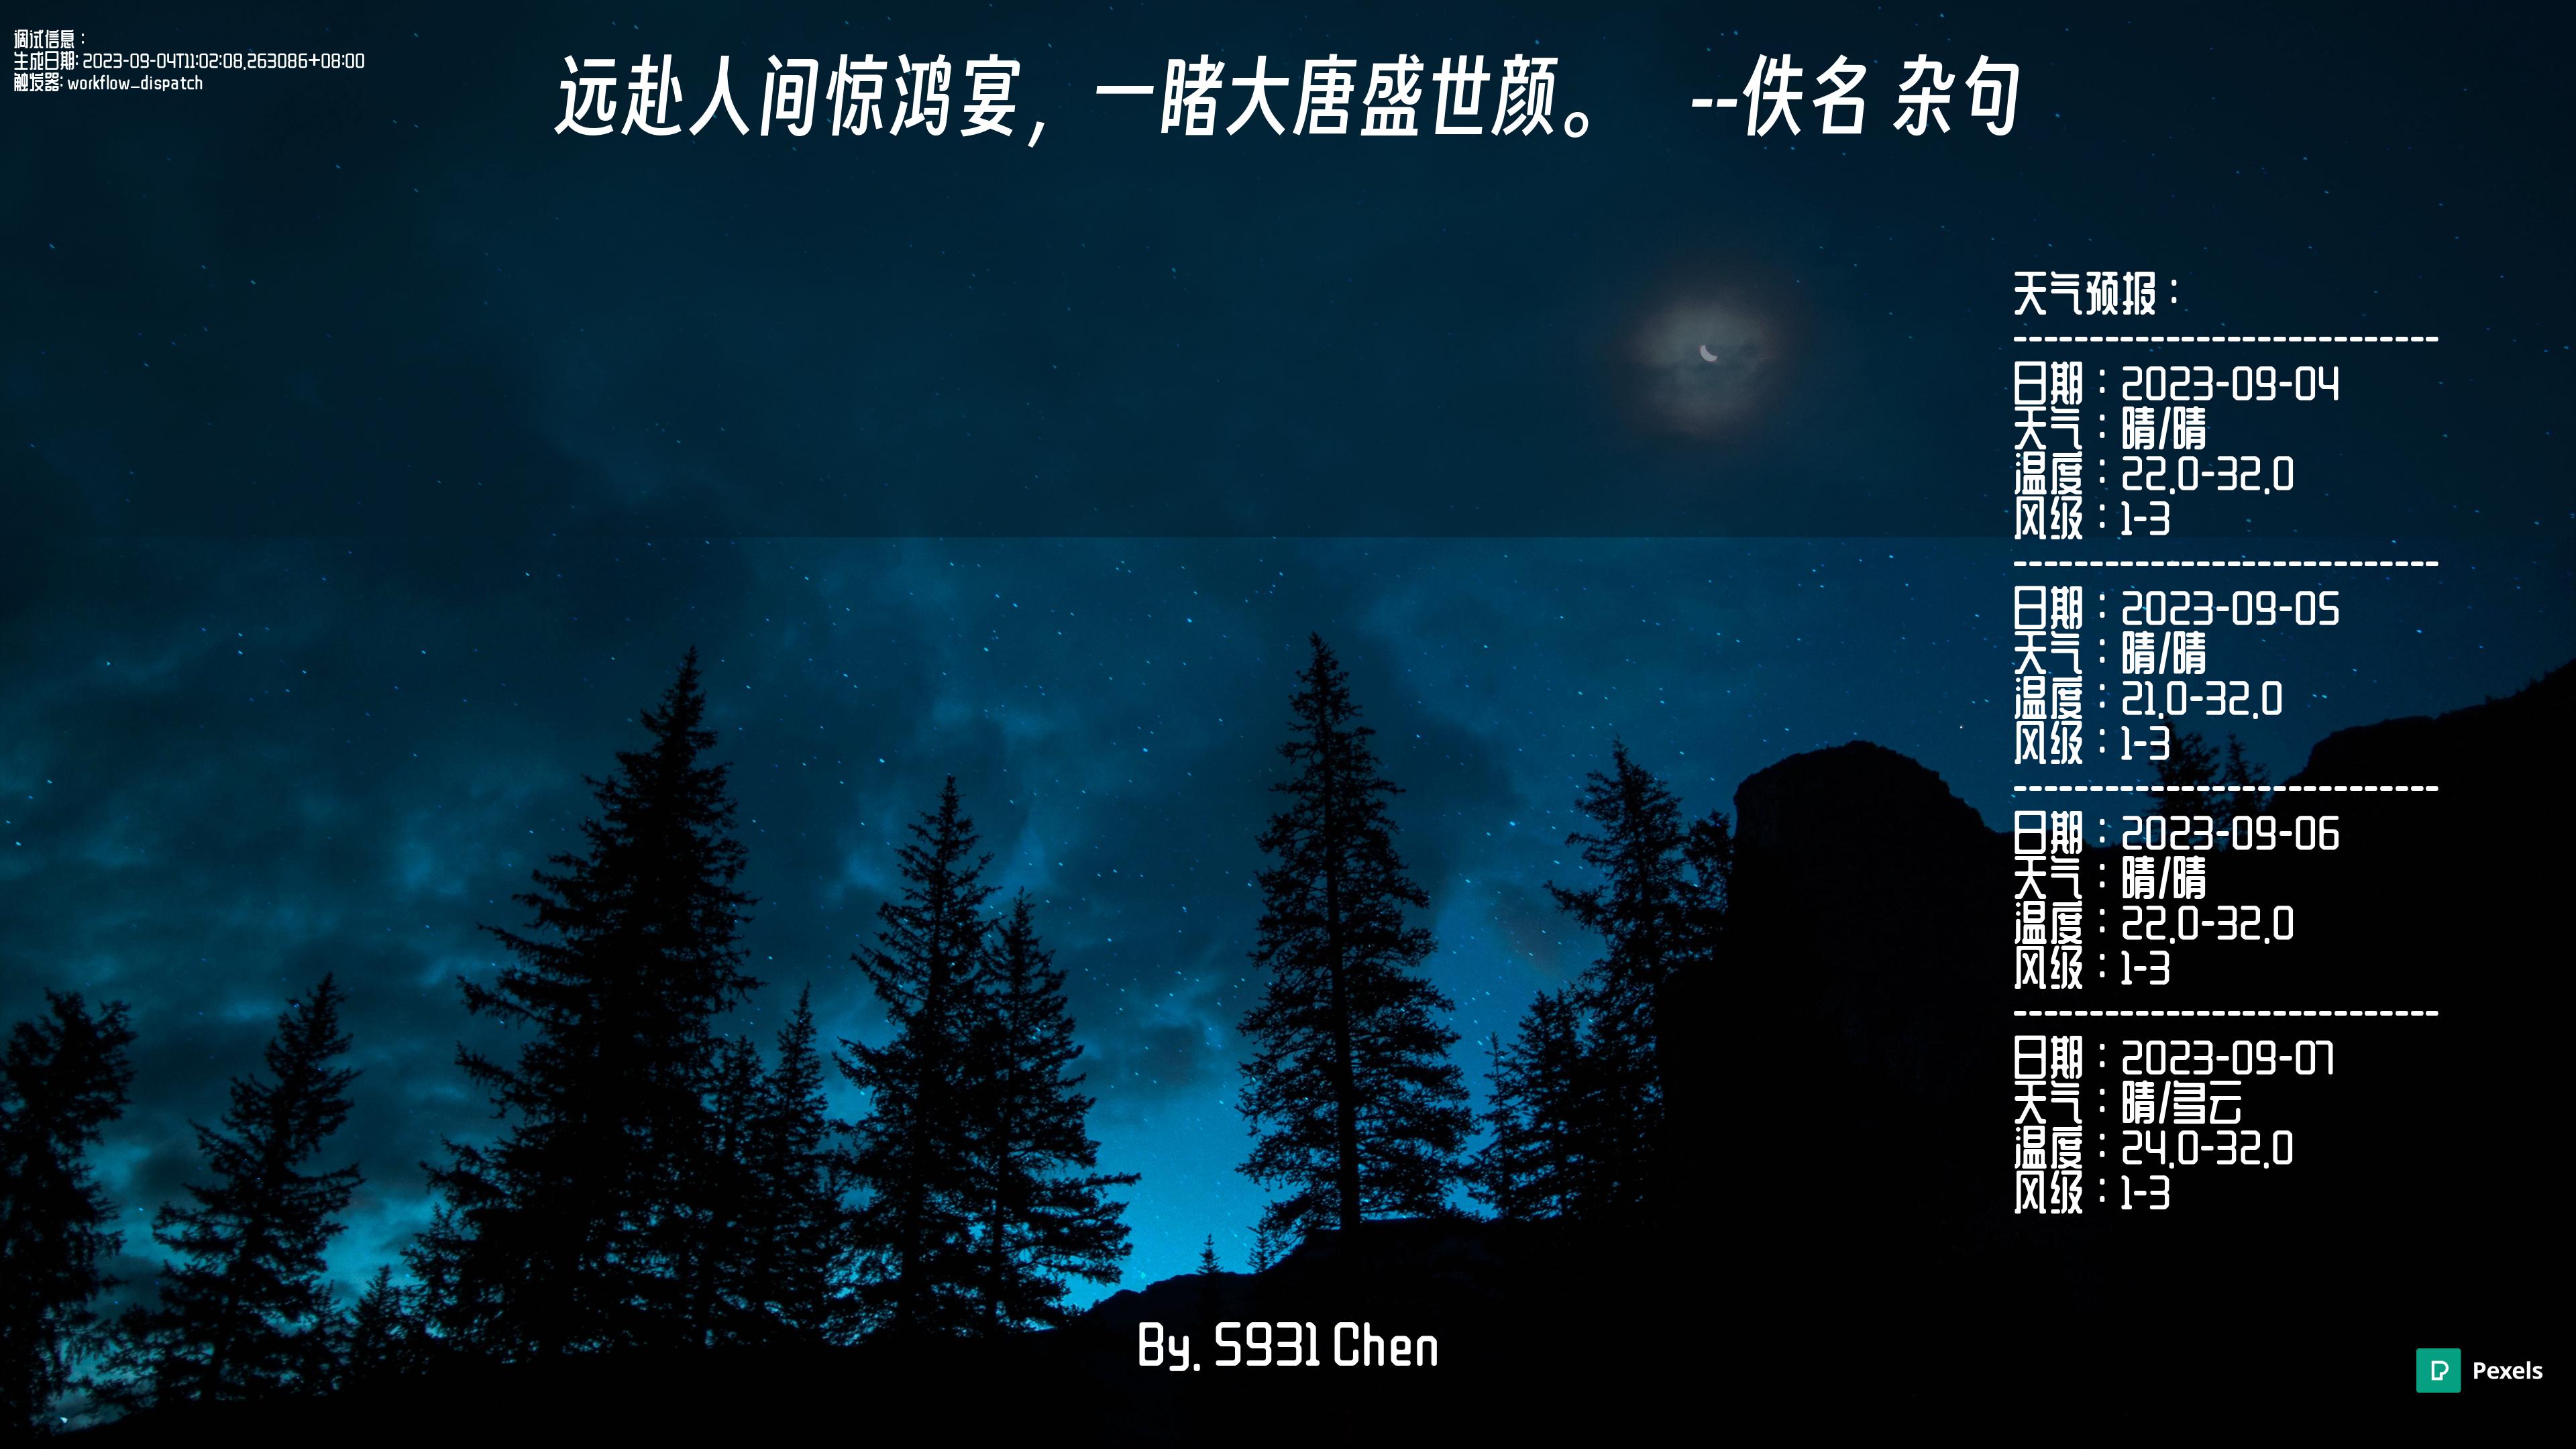 调试信息：
生成日期: 2023-09-04T11:02:08.263086+08:00
触发器: workflow_dispatch
远赴人间惊鸿宴，一睹大唐盛世颜。 --佚名 杂句
天气预报：
----------------------------
日期：2023-09-04
天气：晴/晴
温度：22.0-32.0
风级：1-3
----------------------------
日期：2023-09-05
天气：晴/晴
温度：21.0-32.0
风级：1-3
----------------------------
日期：2023-09-06
天气：晴/晴
温度：22.0-32.0
风级：1-3
----------------------------
日期：2023-09-07
天气：晴/多云
温度：24.0-32.0
风级：1-3
By. S931 Chen
Pexels